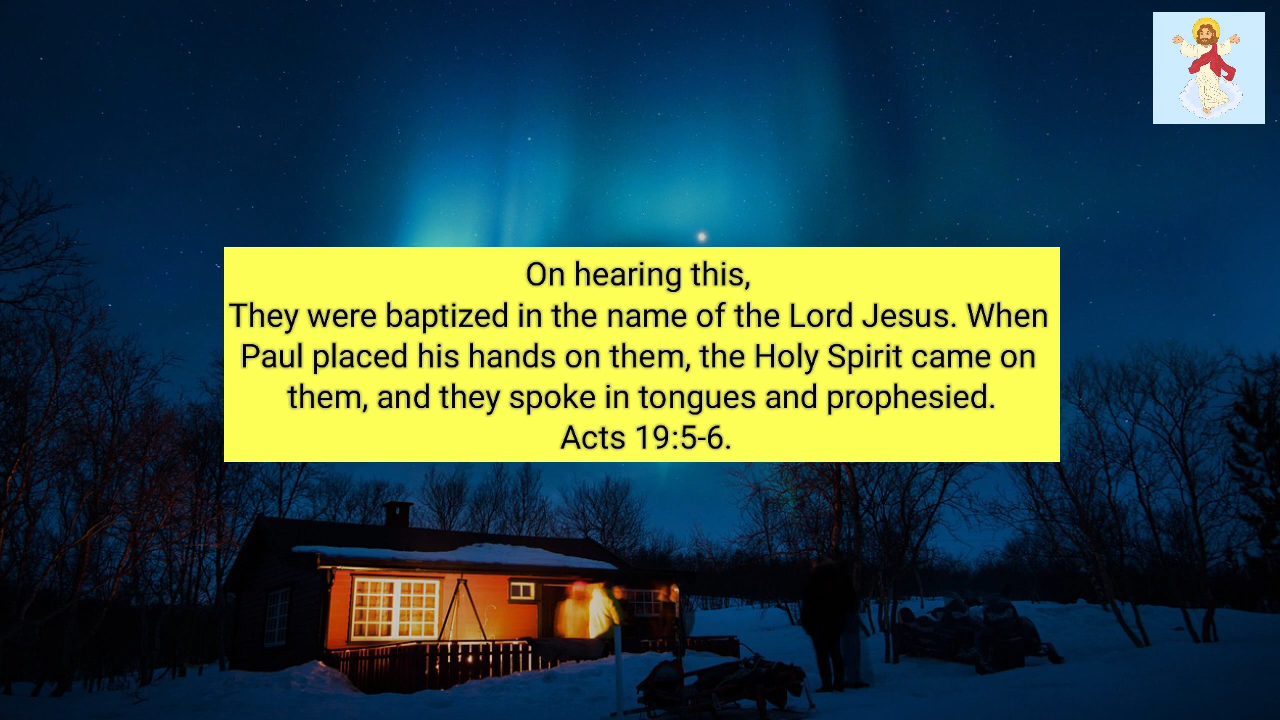 On hearing this,
They were baptized in the name of the Lord Jesus. When
Paul placed his hands on them, the Holy Spirit came on
them, and they spoke in tongues and prophesied.
Acts 19:5-6.